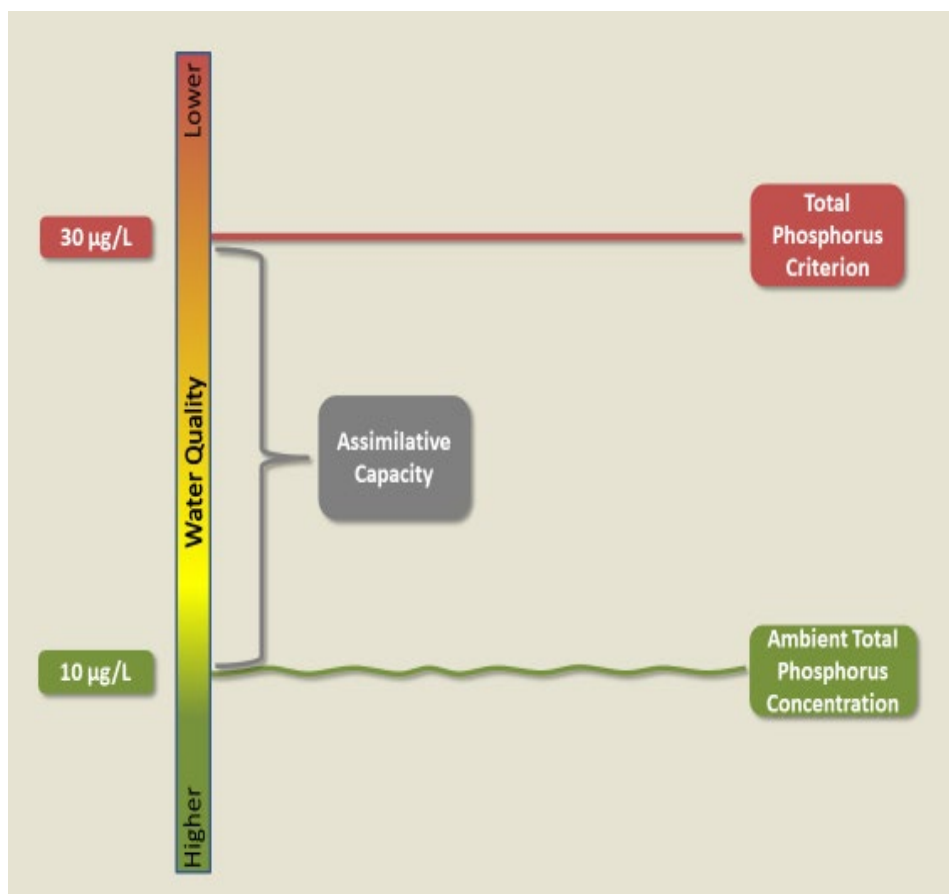 Lower
30 µg/L
Total
Phosphorus
Criterion
Water Quality
Assimilative
Capacity
10 µg/L
Ambient Total
Phosphorus
Concentration
Higher